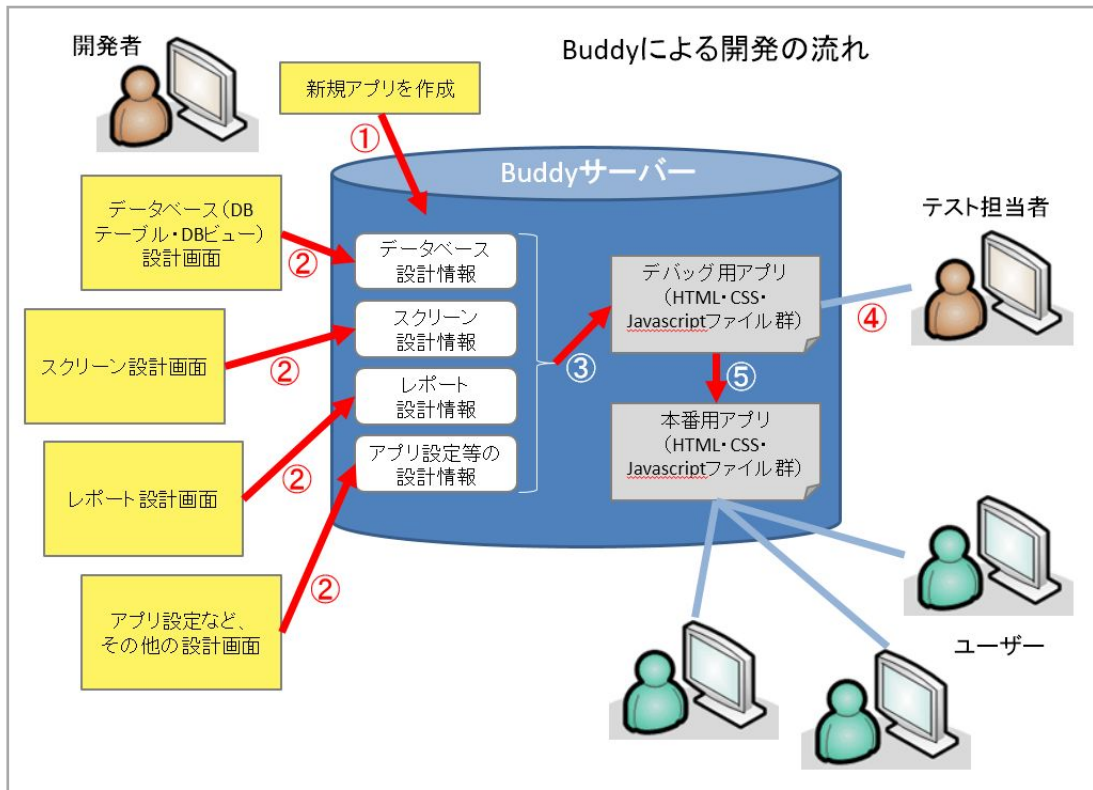 開発者
Buddyによる開発の流れ
新規アプリを作成
①
Buddyサーバー
データベース(DB
テーブル・DBビュー)
設計画面
②
データベース
設計情報
スクリーン設計画面
②
スクリーン
設計情報
レポート設計画面
②
レポート
設計情報
アプリ設定など、
その他の設計画面
②
アプリ設定等の
設計情報
③
デバッグ用アプリ
(HTML・CSS・
Javascriptファイル群)
④
テスト担当者
⑤
本番用アプリ
(HTML・CSS・
Javascriptファイル群)
ユーザー